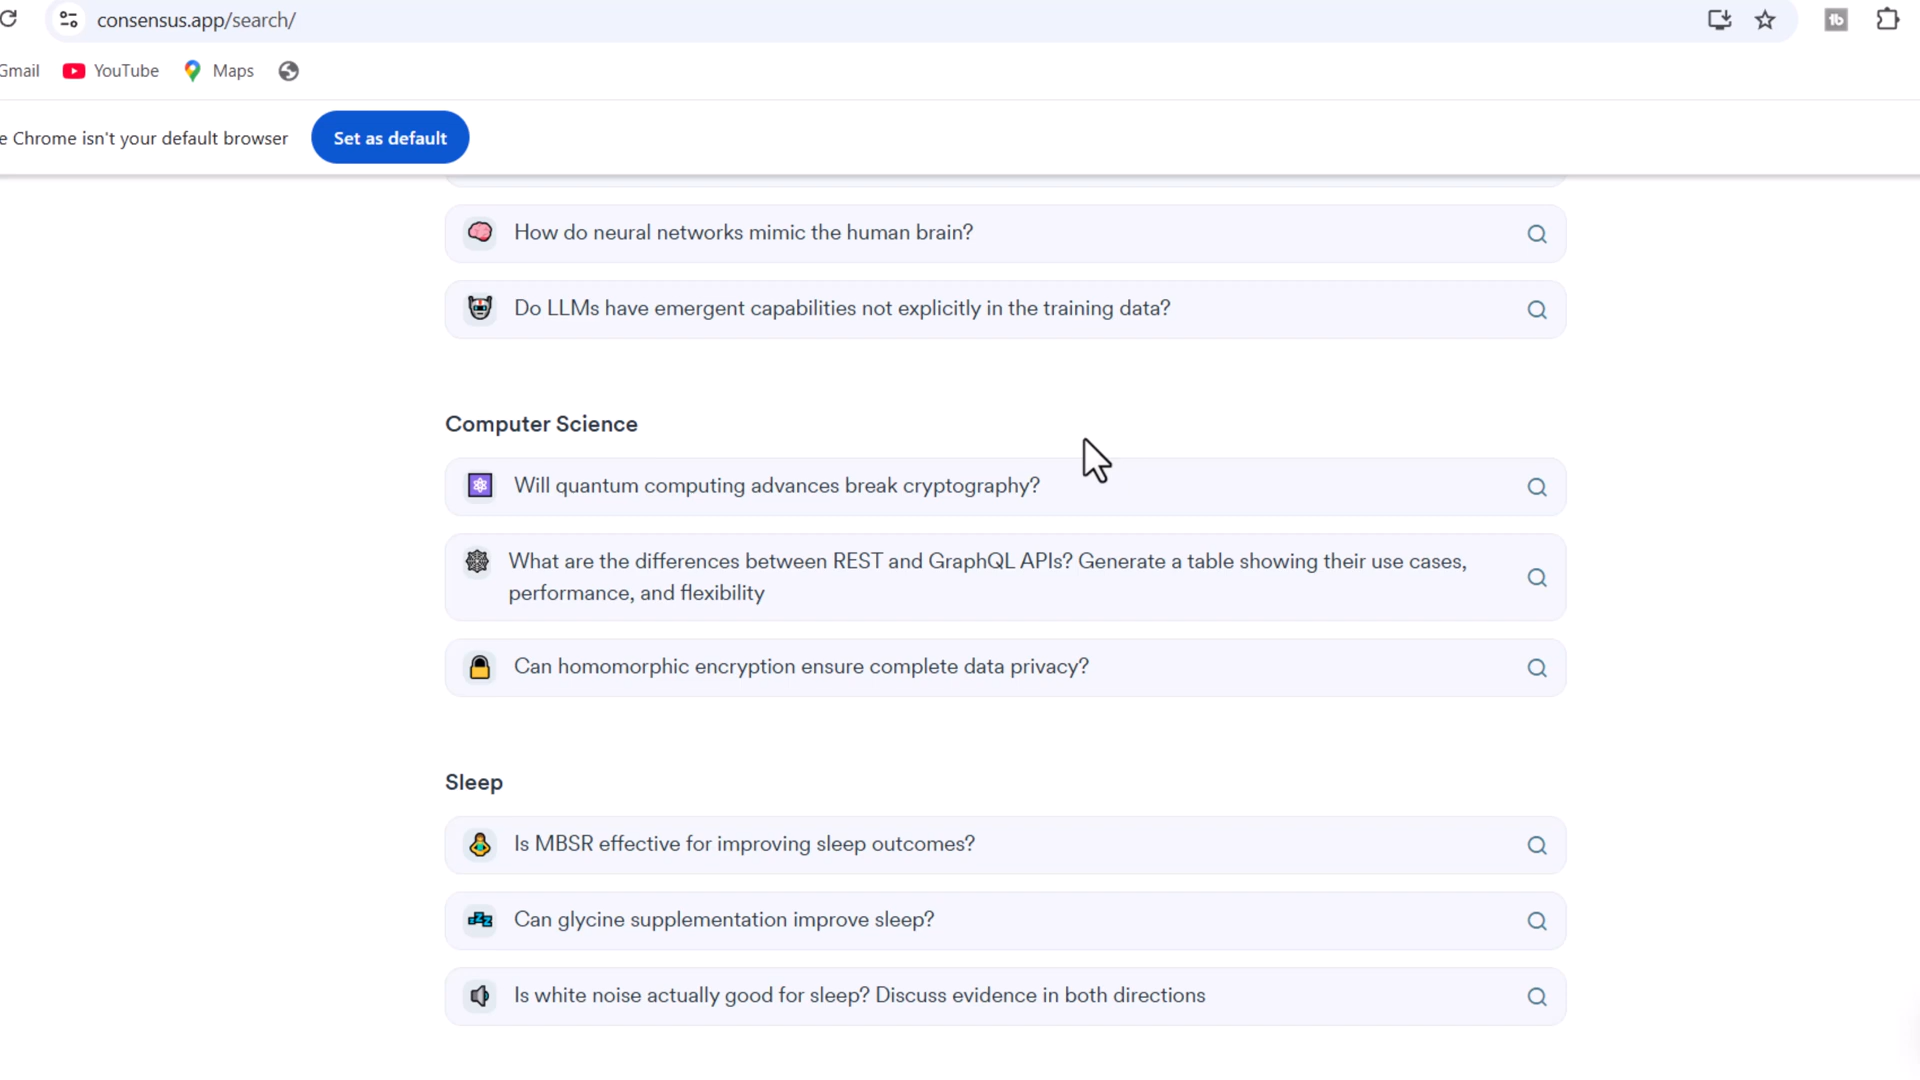 consensus.app/search/
Gmail YouTube Maps
e Chrome isn't your default browser Set as default
How do neural networks mimic the human brain?
Do LLMs have emergent capabilities not explicitly in the training data?
Computer Science
Will quantum computing advances break cryptography?
What are the differences between REST and GraphQL APIs? Generate a table showing their use cases,
performance, and flexibility
Can homomorphic encryption ensure complete data privacy?
Sleep
Is MBSR effective for improving sleep outcomes?
Can glycine supplementation improve sleep?
Is white noise actually good for sleep? Discuss evidence in both directions